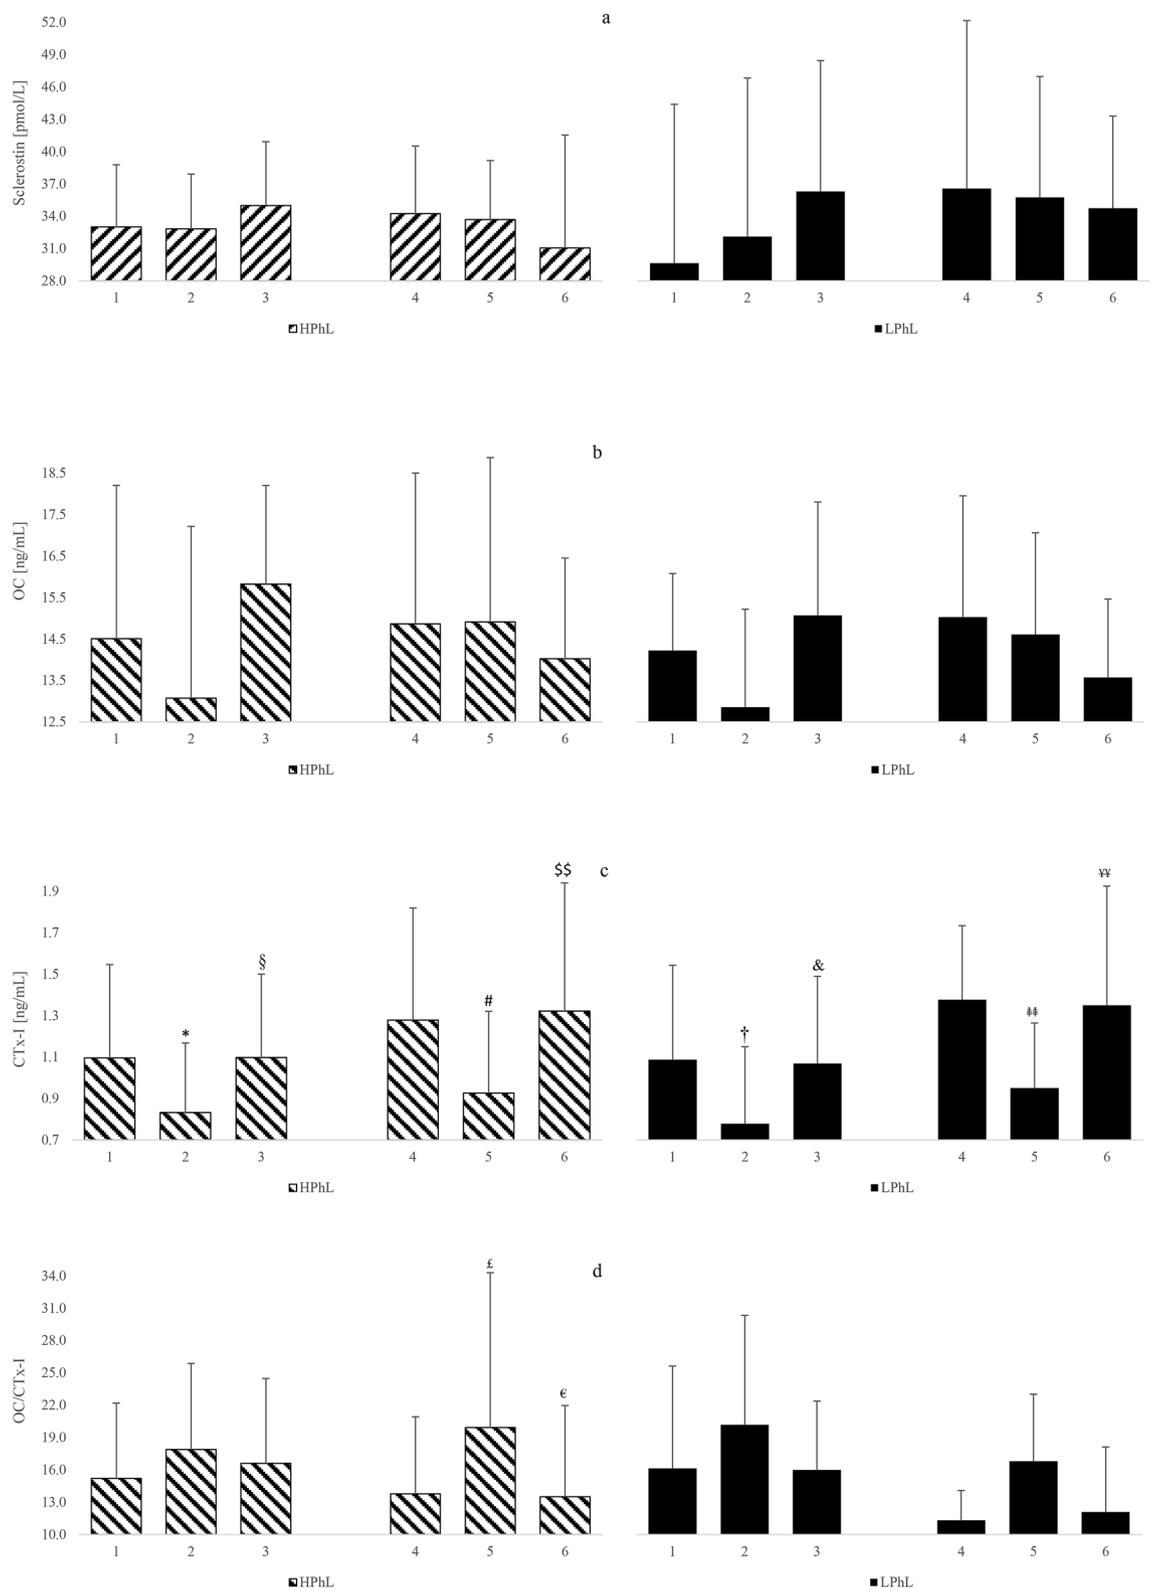 a
Sclerostin [pmol/L]
52.0
49.0
46.0
43.0
40.0
37.0
34.0
31.0
28.0
1 2 3 4 5 6 1 2 3 4 5 6
HPhL LPhL
b
OC [ng/mL]
18.5
17.5
16.5
15.5
14.5
13.5
12.5
1 2 3 4 5 6 1 2 3 4 5 6
HPhL LPhL
c
CTx-I [ng/mL]
$$ ¥¥
1.9
1.7
§ &
1.5
#
1.3
* †
1.1
0.9
0.7
1 2 3 4 5 6 1 2 3 4 5 6
HPhL LPhL
d
OC/CTx-I
£
34.0
31.0
28.0
25.0
€
22.0
19.0
16.0
13.0
10.0
1 2 3 4 5 6 1 2 3 4 5 6
HPhL LPhL